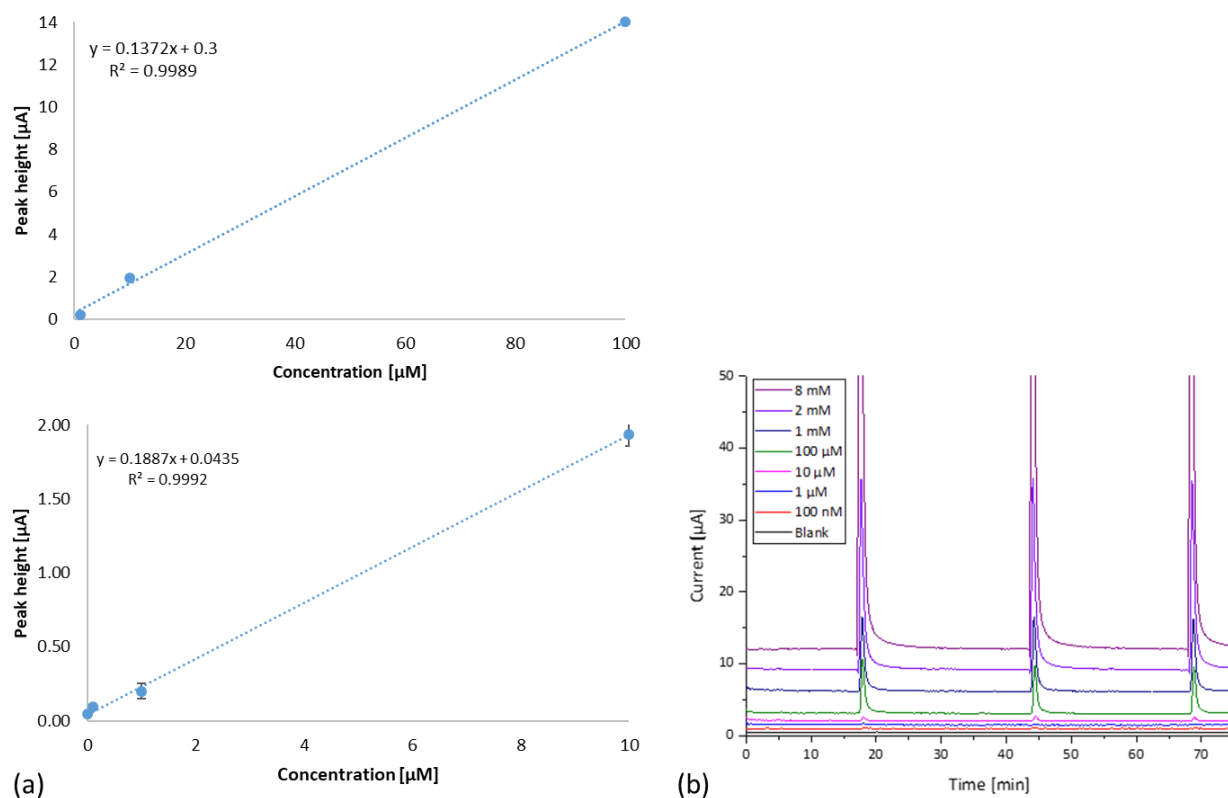 14
12
10
8
6
4
2
0
y = 0.1372x + 0.3
R² = 0.9989
Peak height [µA]
0 20 40 60 80 100
Concentration [µM]
2.00
1.50
1.00
0.50
0.00
y = 0.1887x + 0.0435
R² = 0.9992
Peak height [µA]
0 2 4 6 8 10
Concentration [µM]
(a)
50
40
30
20
10
0
8 mM
2 mM
1 mM
100 µM
10 µM
1 µM
100 nM
Blank
Current [µA]
0 10 20 30 40 50 60 70
Time [min]
(b)